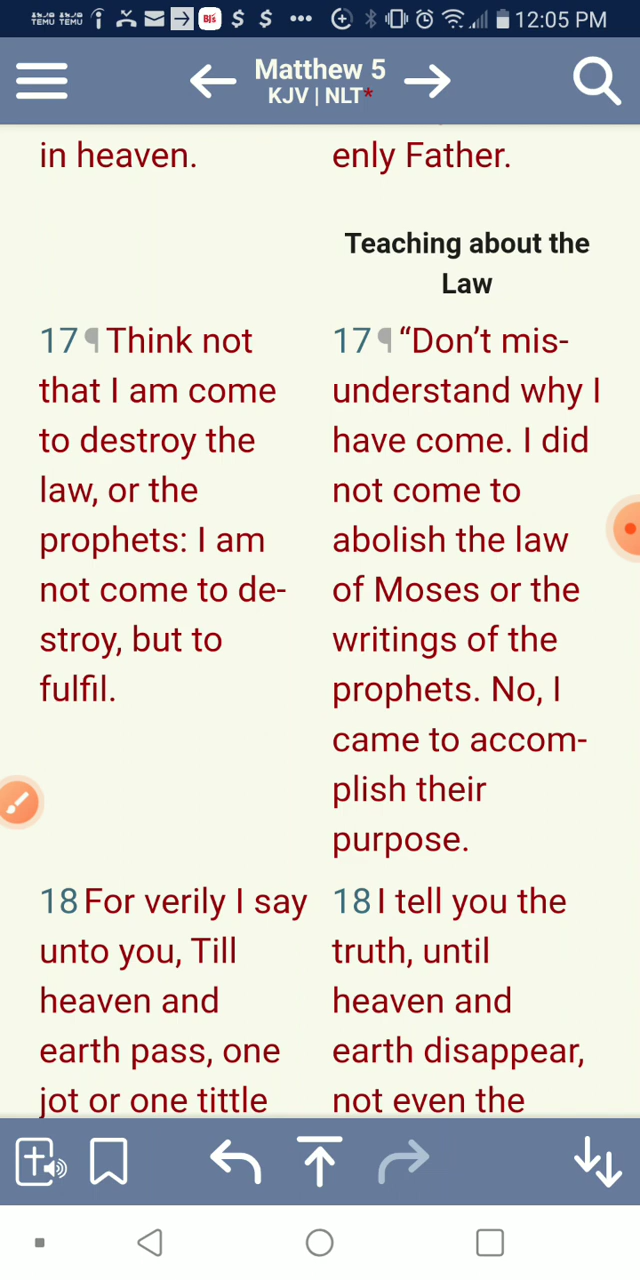 TEMU TEMU BJ's $ $ ••• 12:05 PM
Matthew 5
KJV | NLT*
in heaven.
17 ¶ Think not
that I am come
to destroy the
law, or the
prophets: I am
not come to de-
stroy, but to
fulfil.
18 For verily I say
unto you, Till
heaven and
earth pass, one
jot or one tittle
enly Father.
Teaching about the
Law
17 ¶ “Don’t mis-
understand why I
have come. I did
not come to
abolish the law
of Moses or the
writings of the
prophets. No, I
came to accom-
plish their
purpose.
18 I tell you the
truth, until
heaven and
earth disappear,
not even the